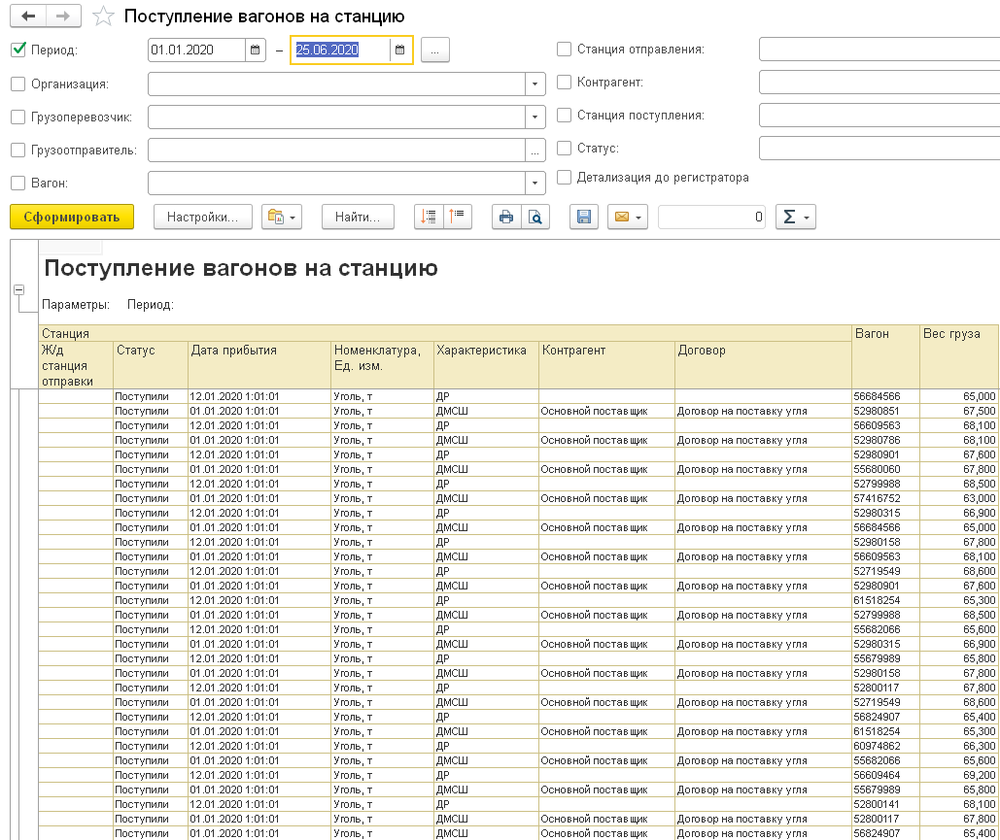 Поступление вагонов на станцию
Период: 01.01.2020 – 25.06.2020 ... Станция отправления:
Организация: Контрагент:
Грузоперевозчик: Станция поступления:
Грузоотправитель: ... Статус:
Вагон: Детализация до регистратора
Сформировать Настройки... Найти... 0 Σ
Поступление вагонов на станцию
Параметры: Период:
Станция Вагон Вес груза
Ж/д станция отправки Статус Дата прибытия Номенклатура, Ед. изм. Характеристика Контрагент Договор
Поступили 12.01.2020 1:01:01 Уголь, т ДР 56684566 65,000
Поступили 01.01.2020 1:01:01 Уголь, т ДМСШ Основной поставщик Договор на поставку угля 52980851 67,500
Поступили 12.01.2020 1:01:01 Уголь, т ДР 56609563 68,100
Поступили 01.01.2020 1:01:01 Уголь, т ДМСШ Основной поставщик Договор на поставку угля 52980786 68,100
Поступили 12.01.2020 1:01:01 Уголь, т ДР 52980901 67,600
Поступили 01.01.2020 1:01:01 Уголь, т ДМСШ Основной поставщик Договор на поставку угля 55680060 67,800
Поступили 12.01.2020 1:01:01 Уголь, т ДР 52799988 68,500
Поступили 01.01.2020 1:01:01 Уголь, т ДМСШ Основной поставщик Договор на поставку угля 57416752 63,000
Поступили 12.01.2020 1:01:01 Уголь, т ДР 52980315 66,900
Поступили 01.01.2020 1:01:01 Уголь, т ДМСШ Основной поставщик Договор на поставку угля 56684566 65,000
Поступили 12.01.2020 1:01:01 Уголь, т ДР 52980158 67,800
Поступили 01.01.2020 1:01:01 Уголь, т ДМСШ Основной поставщик Договор на поставку угля 56609563 68,100
Поступили 12.01.2020 1:01:01 Уголь, т ДР 52719549 68,600
Поступили 01.01.2020 1:01:01 Уголь, т ДМСШ Основной поставщик Договор на поставку угля 52980901 67,600
Поступили 12.01.2020 1:01:01 Уголь, т ДР 61518254 65,300
Поступили 01.01.2020 1:01:01 Уголь, т ДМСШ Основной поставщик Договор на поставку угля 52799988 68,500
Поступили 12.01.2020 1:01:01 Уголь, т ДР 55682066 65,600
Поступили 01.01.2020 1:01:01 Уголь, т ДМСШ Основной поставщик Договор на поставку угля 52980315 66,900
Поступили 12.01.2020 1:01:01 Уголь, т ДР 55679989 65,800
Поступили 01.01.2020 1:01:01 Уголь, т ДМСШ Основной поставщик Договор на поставку угля 52980158 67,800
Поступили 12.01.2020 1:01:01 Уголь, т ДР 52800117 67,800
Поступили 01.01.2020 1:01:01 Уголь, т ДМСШ Основной поставщик Договор на поставку угля 52719549 68,600
Поступили 12.01.2020 1:01:01 Уголь, т ДР 56824907 65,400
Поступили 01.01.2020 1:01:01 Уголь, т ДМСШ Основной поставщик Договор на поставку угля 61518254 65,300
Поступили 12.01.2020 1:01:01 Уголь, т ДР 60974862 66,300
Поступили 01.01.2020 1:01:01 Уголь, т ДМСШ Основной поставщик Договор на поставку угля 55682066 65,600
Поступили 12.01.2020 1:01:01 Уголь, т ДР 56609464 69,200
Поступили 01.01.2020 1:01:01 Уголь, т ДМСШ Основной поставщик Договор на поставку угля 55679989 65,800
Поступили 12.01.2020 1:01:01 Уголь, т ДР 52800141 68,100
Поступили 01.01.2020 1:01:01 Уголь, т ДМСШ Основной поставщик Договор на поставку угля 52800117 67,800
Поступили 01.01.2020 1:01:01 Уголь, т ДМСШ Основной поставщик Договор на поставку угля 56824907 65,400